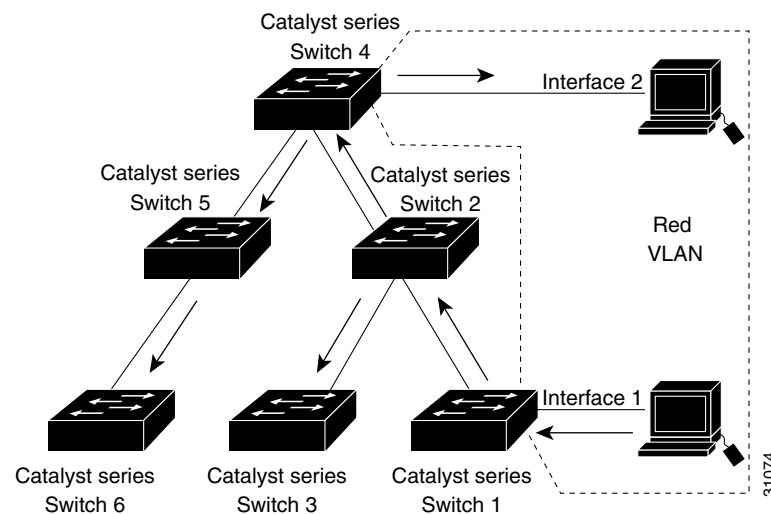 Catalyst series
Switch 4
Interface 2
Catalyst series
Switch 5
Catalyst series
Switch 2
Red
VLAN
Interface 1
Catalyst series
Switch 6
Catalyst series
Switch 3
Catalyst series
Switch 1
31074